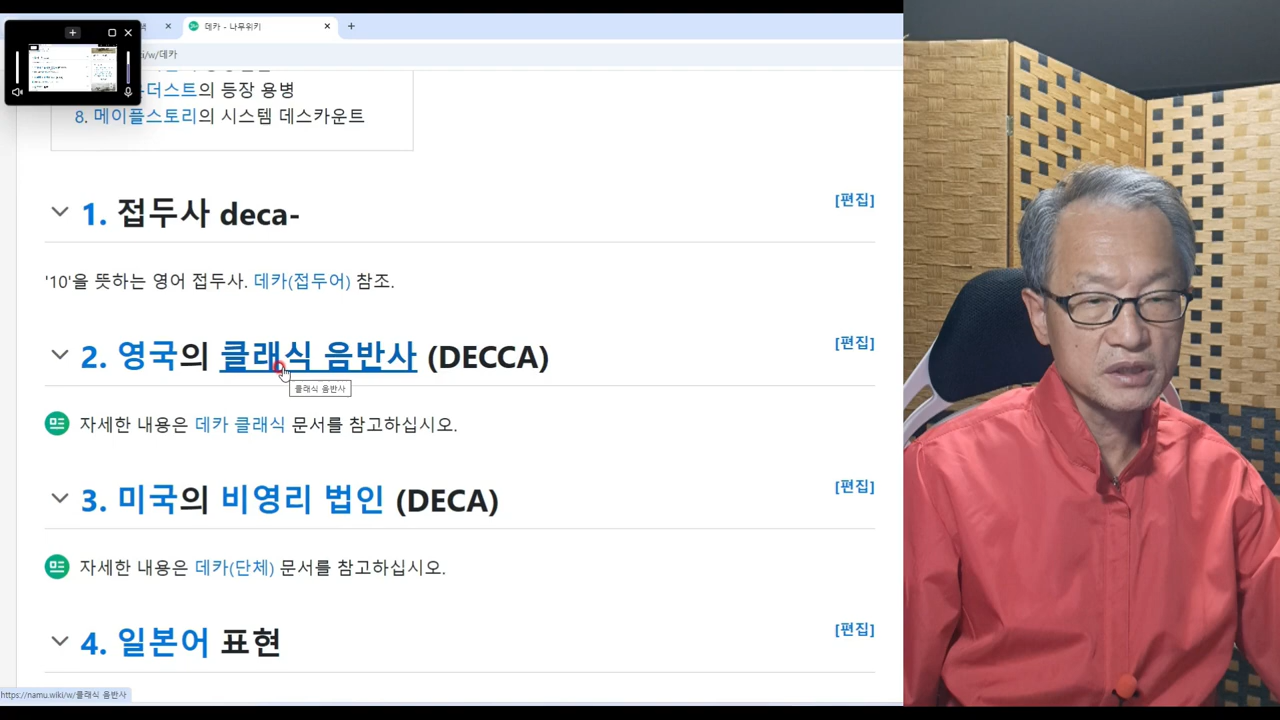 데카 - 나무위키
i/w/데카
더스트의 등장 용병
8. 메이플스토리의 시스템 데스카운트
1. 접두사 deca-
[편집]
'10'을 뜻하는 영어 접두사. 데카(접두어) 참조.
2. 영국의 클래식 음반사 (DECCA)
[편집]
클래식 음반사
자세한 내용은 데카 클래식 문서를 참고하십시오.
3. 미국의 비영리 법인 (DECA)
[편집]
자세한 내용은 데카(단체) 문서를 참고하십시오.
4. 일본어 표현
[편집]
https://namu.wiki/w/클래식 음반사